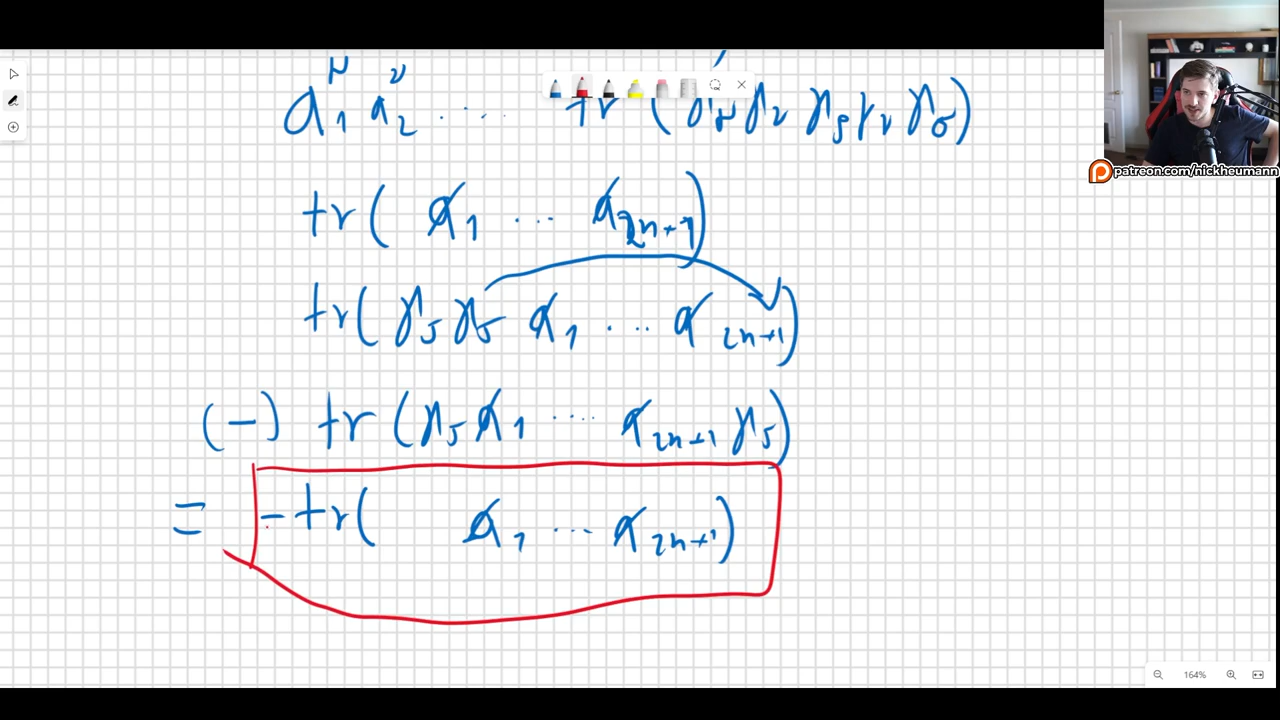 μ ν
a₁ a₂ ... tr (γ_μ γ_ν γ_ρ γ_ν γ_σ)
patreon.com/nickheumann
tr( a̸₁ ... a̸₂ₙ₊₁)
tr( γ₅ γ₅ a̸₁ .... a̸ ₂ₙ₊₁)
(-) tr (γ₅ a̸₁ .... a̸₂ₙ₊₁ γ₅)
= -tr( a̸₁ ... a̸₂ₙ₊₁)
164%